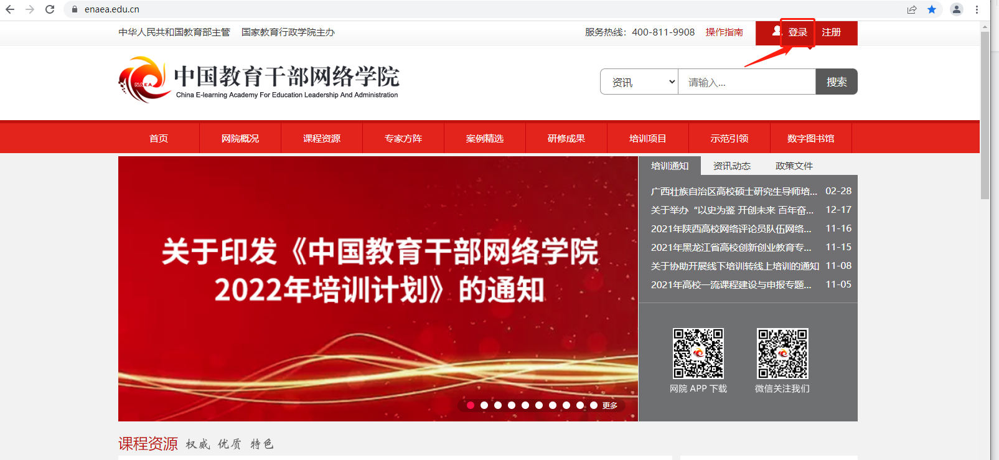 enaea.edu.cn
中华人民共和国教育部主管 国家教育行政学院主办
服务热线：400-811-9908 操作指南 登录 注册
NAEA 中国教育干部网络学院
China E-learning Academy For Education Leadership And Administration
资讯 请输入... 搜索
首页 网院概况 课程资源 专家方阵 案例精选 研修成果 培训项目 示范引领 数字图书馆
关于印发《中国教育干部网络学院
2022年培训计划》的通知
更多
培训通知 资讯动态 政策文件
广西壮族自治区高校硕士研究生导师培... 02-28
关于举办“以史为鉴 开创未来 百年奋... 12-17
2021年陕西高校网络评论员队伍网络... 11-16
2021年黑龙江省高校创新创业教育专... 11-15
关于协助开展线下培训转线上培训的通知 11-08
2021年高校一流课程建设与申报专题... 11-05
网院 APP 下载 微信关注我们
课程资源 权威 优质 特色